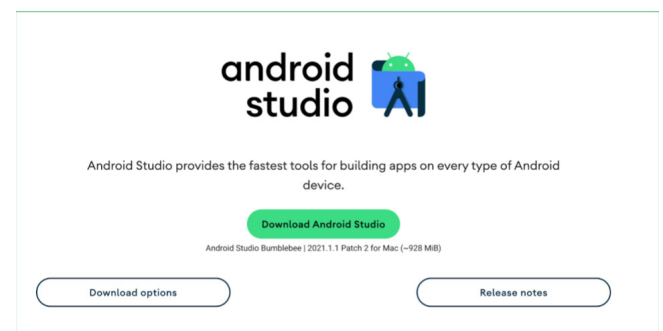 android
studio
Android Studio provides the fastest tools for building apps on every type of Android
device.
Download Android Studio
Android Studio Bumblebee | 2021.1.1 Patch 2 for Mac (~928 MiB)
Download options
Release notes